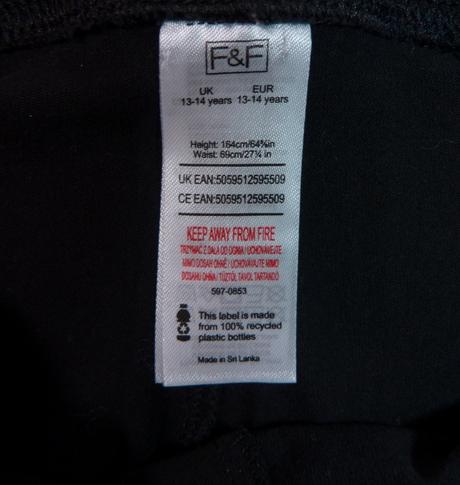 F&F
UK EUR
13-14 years 13-14 years
Height: 164cm/64⅝in
Waist: 69cm/27¼ in
UK EAN:5059512595509
CE EAN:5059512595509
KEEP AWAY FROM FIRE
TRZYMAĆ Z DALA OD OGNIA / UCHOVÁVEJTE
MIMO DOSAH OHNĚ / UCHOVÁVAJTE MIMO
DOSAHU OHŇA / TŰZTŐL TÁVOL TARTANDÓ
597-0853
This label is made
from 100% recycled
plastic bottles
Made in Sri Lanka